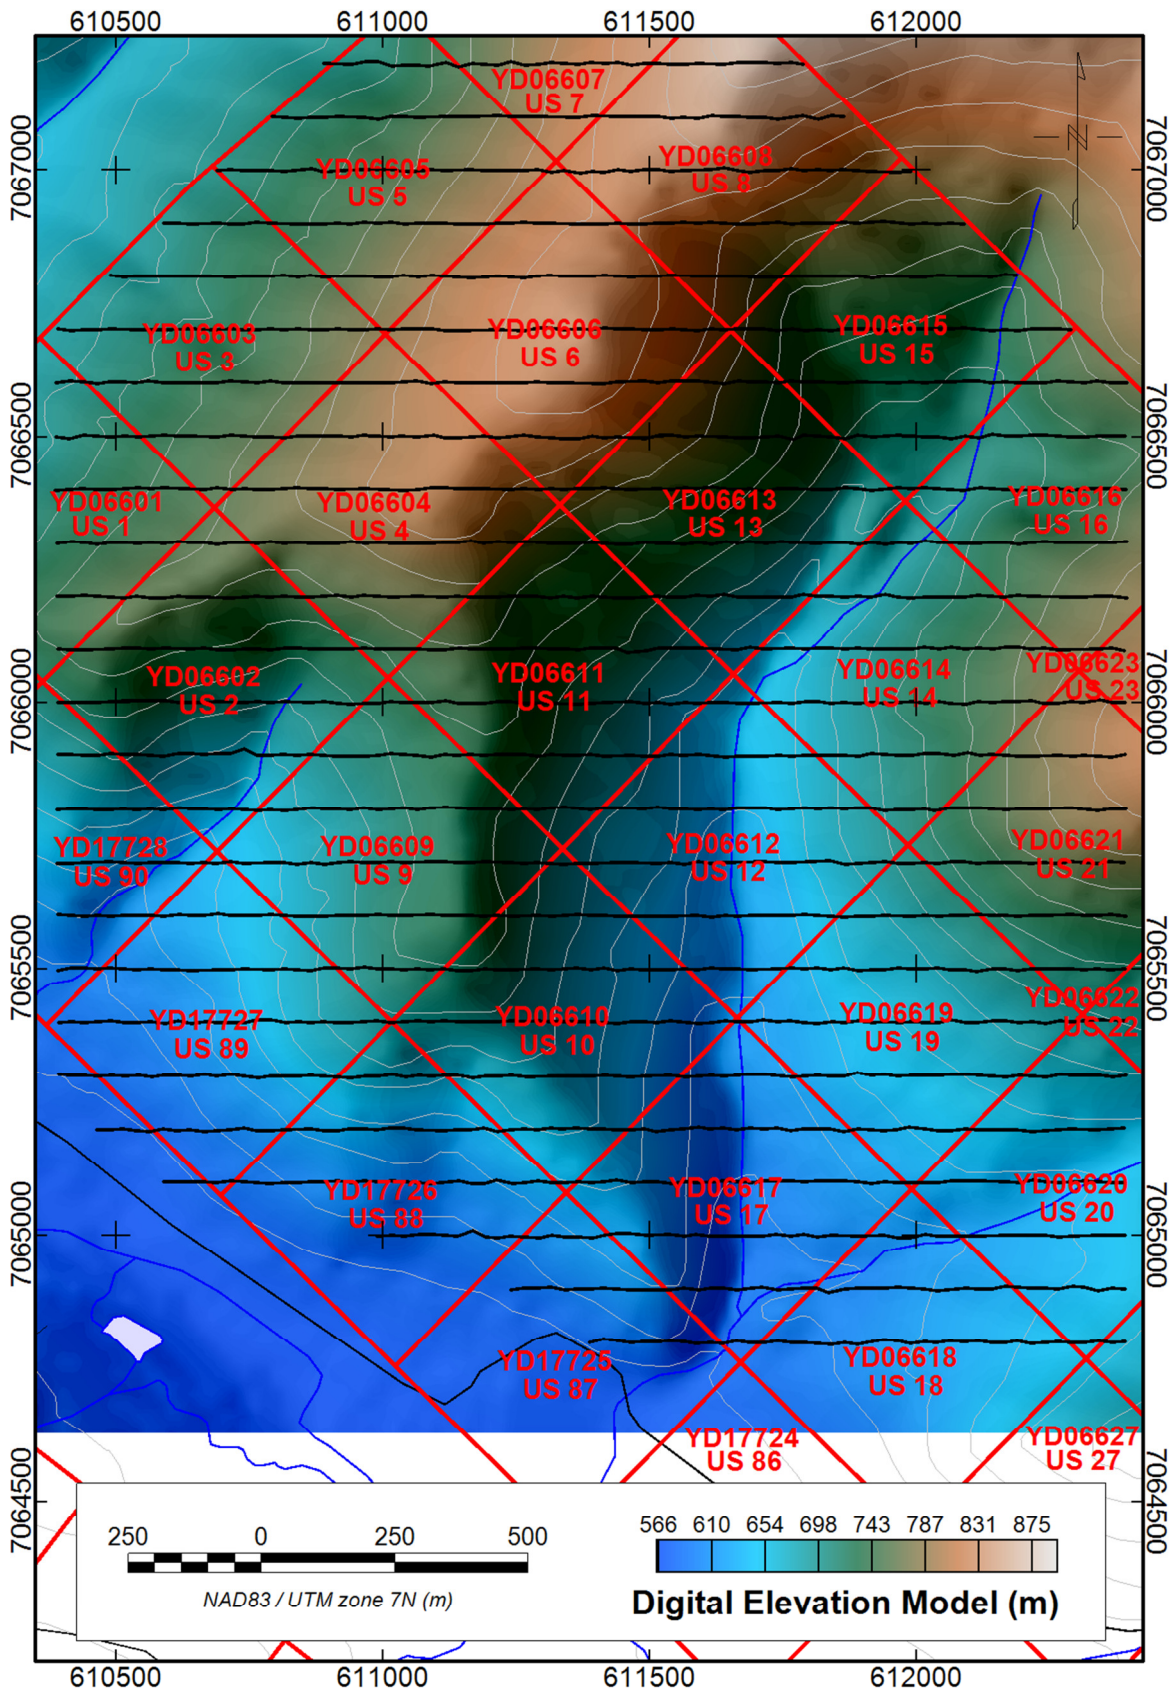 610500 611000 611500 612000
YD06607
US 7
7067000
7067000
YD06605
US 5
YD06608
US 8
YD06603
US 3
YD06606
US 6
YD06615
US 15
7066500
7066500
YD06601
US 1
YD06604
US 4
YD06613
US 13
YD06616
US 16
YD06602
US 2
YD06611
US 11
YD06614
US 14
YD06623
US 23
7066000
7066000
YD17728
US 90
YD06609
US 9
YD06612
US 12
YD06621
US 21
7065500
7065500
YD17727
US 89
YD06610
US 10
YD06619
US 19
YD06622
US 22
YD17726
US 88
YD06617
US 17
YD06620
US 20
7065000
7065000
YD17725
US 87
YD06618
US 18
YD17724
US 86
YD06627
US 27
7064500
7064500
250 0 250 500
NAD83 / UTM zone 7N (m)
566 610 654 698 743 787 831 875
Digital Elevation Model (m)
610500 611000 611500 612000